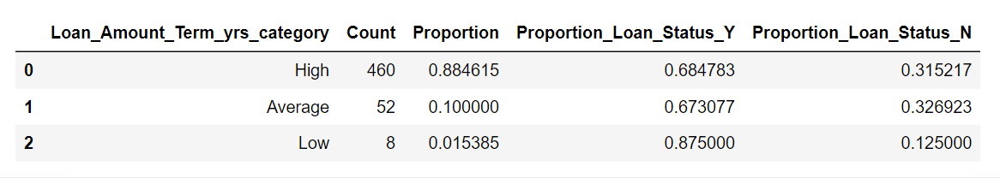 Loan_Amount_Term_yrs_category Count Proportion Proportion_Loan_Status_Y Proportion_Loan_Status_N
0 High 460 0.884615 0.684783 0.315217
1 Average 52 0.100000 0.673077 0.326923
2 Low 8 0.015385 0.875000 0.125000